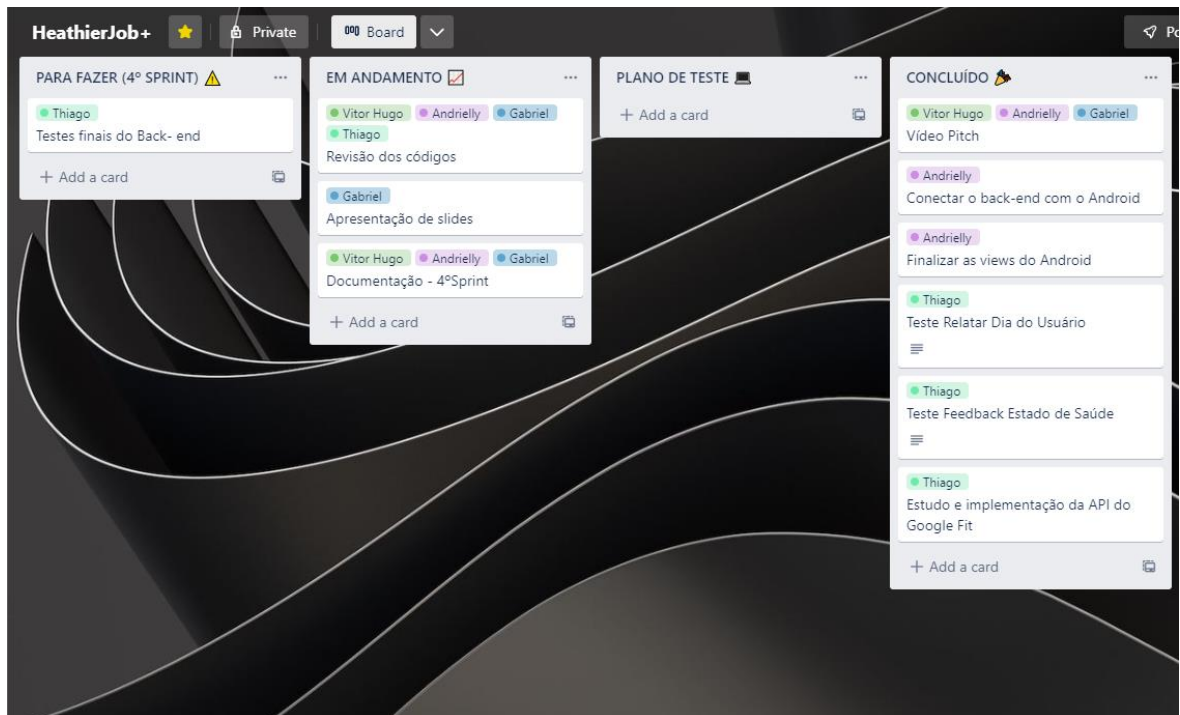 HeathierJob+ Private Board
PARA FAZER (4º SPRINT)
Thiago
Testes finais do Back- end
+ Add a card
EM ANDAMENTO
Vitor Hugo Andrielly Gabriel
Thiago
Revisão dos códigos
Gabriel
Apresentação de slides
Vitor Hugo Andrielly Gabriel
Documentação - 4ºSprint
+ Add a card
PLANO DE TESTE
+ Add a card
CONCLUÍDO
Vitor Hugo Andrielly Gabriel
Vídeo Pitch
Andrielly
Conectar o back-end com o Android
Andrielly
Finalizar as views do Android
Thiago
Teste Relatar Dia do Usuário
Thiago
Teste Feedback Estado de Saúde
Thiago
Estudo e implementação da API do
Google Fit
+ Add a card